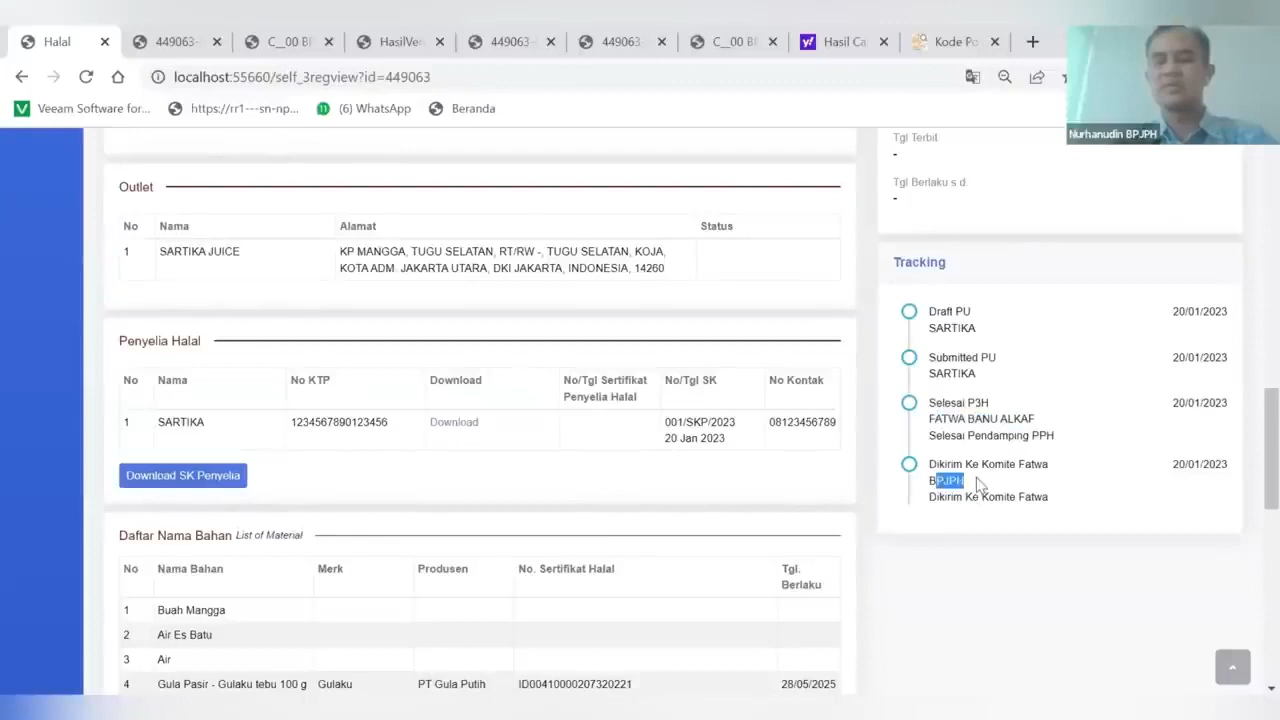 Halal
449063-
C__00 BF
HasilVer
449063-
449063
C__00 BF
Hasil Ca
Kode Po
localhost:55660/self_3regview?id=449063
Veeam Software for...
https://rr1---sn-np...
(6) WhatsApp
Beranda
Nurhanudin BPJPH
Outlet
No Nama Alamat Status
1 SARTIKA JUICE KP MANGGA, TUGU SELATAN, RT/RW -, TUGU SELATAN, KOJA,
KOTA ADM. JAKARTA UTARA, DKI JAKARTA, INDONESIA, 14260
Penyelia Halal
No Nama No KTP Download No/Tgl Sertifikat No/Tgl SK No Kontak
Penyelia Halal
1 SARTIKA 1234567890123456 Download 001/SKP/2023 08123456789
20 Jan 2023
Download SK Penyelia
Daftar Nama Bahan List of Material
No Nama Bahan Merk Produsen No. Sertifikat Halal Tgl.
Berlaku
1 Buah Mangga
2 Air Es Batu
3 Air
4 Gula Pasir - Gulaku tebu 100 g Gulaku PT Gula Putih ID00410000207320221 28/05/2025
Tgl Terbit
-
Tgl Berlaku s d.
-
Tracking
Draft PU 20/01/2023
SARTIKA
Submitted PU 20/01/2023
SARTIKA
Selesai P3H 20/01/2023
FATWA BANU ALKAF
Selesai Pendamping PPH
Dikirim Ke Komite Fatwa 20/01/2023
BPJPH
Dikirim Ke Komite Fatwa